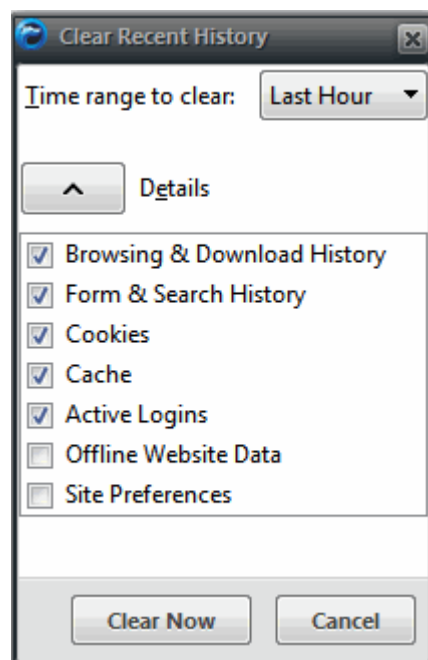 Clear Recent History
Time range to clear: Last Hour
Details
Browsing & Download History
Form & Search History
Cookies
Cache
Active Logins
Offline Website Data
Site Preferences
Clear Now Cancel